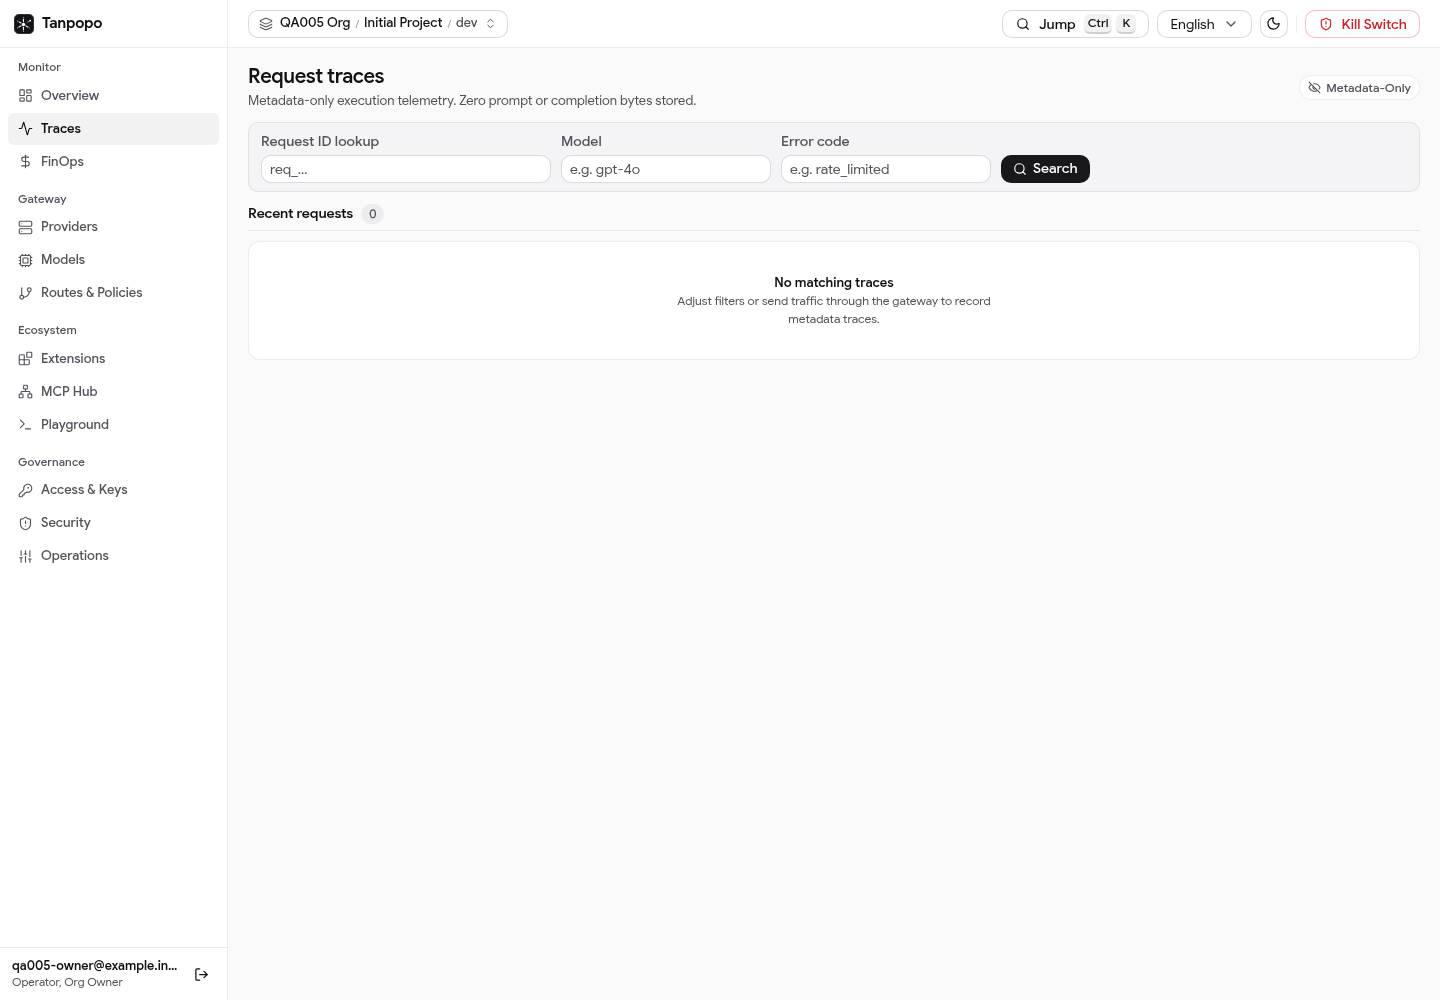 Tanpopo
Monitor
Overview
Traces
FinOps
Gateway
Providers
Models
Routes & Policies
Ecosystem
Extensions
MCP Hub
Playground
Governance
Access & Keys
Security
Operations
qa005-owner@example.in...
Operator, Org Owner
QA005 Org / Initial Project / dev
Jump Ctrl K
English
Kill Switch
Request traces
Metadata-only execution telemetry. Zero prompt or completion bytes stored.
Metadata-Only
Request ID lookup
req_...
Model
e.g. gpt-4o
Error code
e.g. rate_limited
Search
Recent requests 0
No matching traces
Adjust filters or send traffic through the gateway to record
metadata traces.